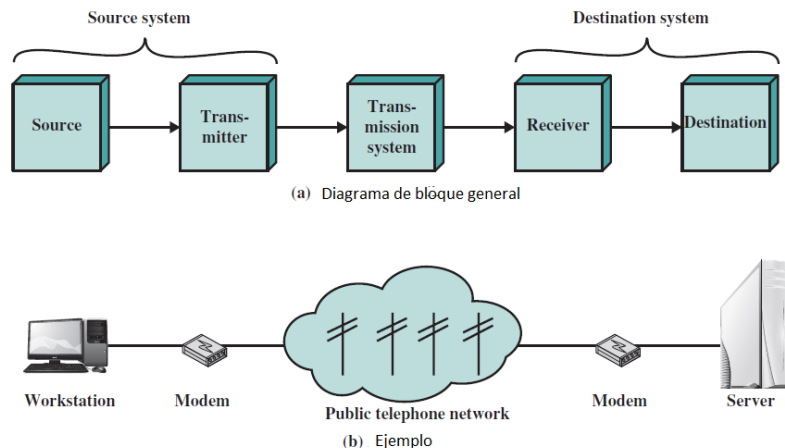 Source system
Destination system
Source
Trans-
mitter
Trans-
mission
system
Receiver
Destination
(a) Diagrama de bloque general
Workstation
Modem
Public telephone network
Modem
Server
(b) Ejemplo